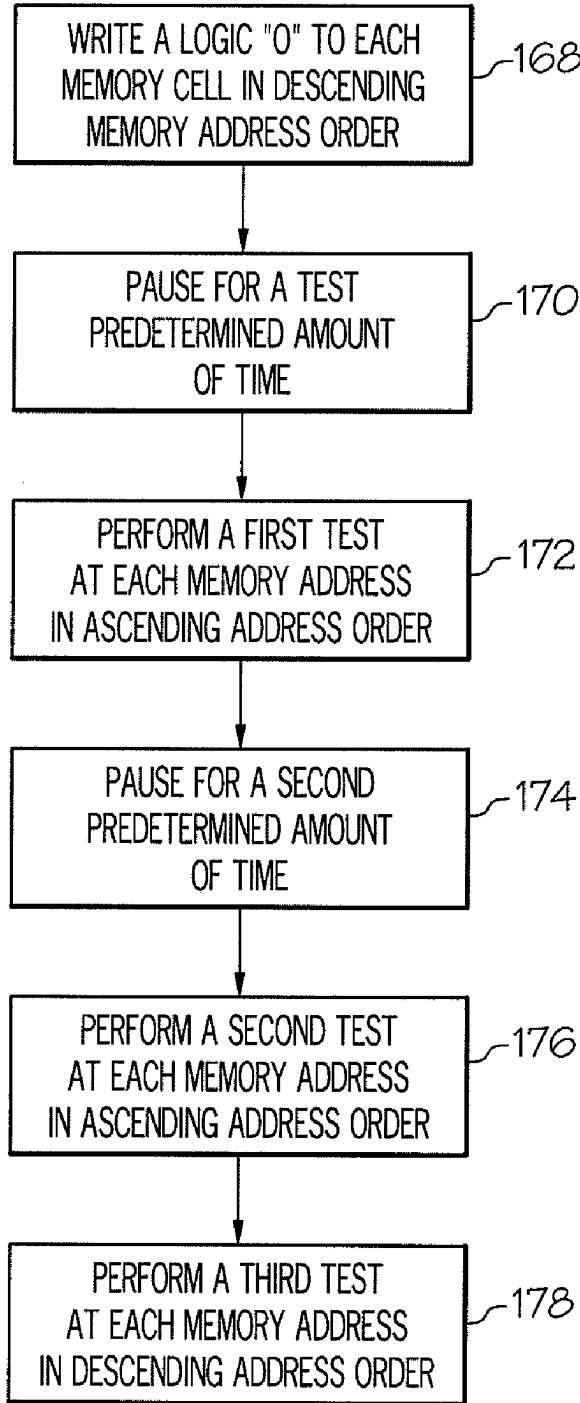 WRITE A LOGIC "0" TO EACH
MEMORY CELL IN DESCENDING
MEMORY ADDRESS ORDER
168
PAUSE FOR A TEST
PREDETERMINED AMOUNT
OF TIME
170
PERFORM A FIRST TEST
AT EACH MEMORY ADDRESS
IN ASCENDING ADDRESS ORDER
172
PAUSE FOR A SECOND
PREDETERMINED AMOUNT
OF TIME
174
PERFORM A SECOND TEST
AT EACH MEMORY ADDRESS
IN ASCENDING ADDRESS ORDER
176
PERFORM A THIRD TEST
AT EACH MEMORY ADDRESS
IN DESCENDING ADDRESS ORDER
178